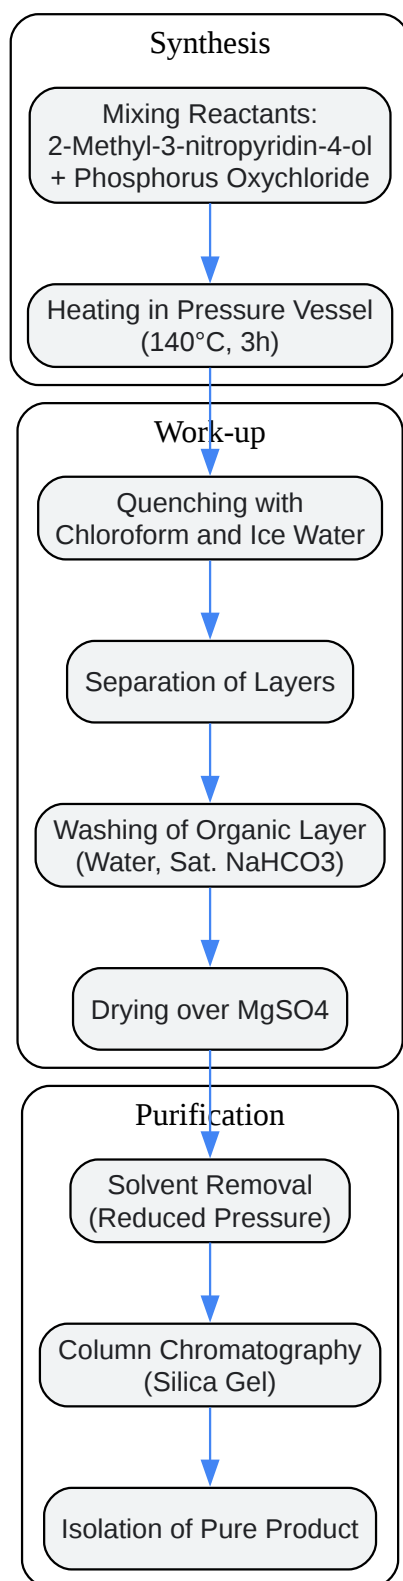 Synthesis
Mixing Reactants:
2-Methyl-3-nitropyridin-4-ol
+ Phosphorus Oxychloride
Heating in Pressure Vessel
(140°C, 3h)
Work-up
Quenching with
Chloroform and Ice Water
Separation of Layers
Washing of Organic Layer
(Water, Sat. NaHCO3)
Drying over MgSO4
Purification
Solvent Removal
(Reduced Pressure)
Column Chromatography
(Silica Gel)
Isolation of Pure Product